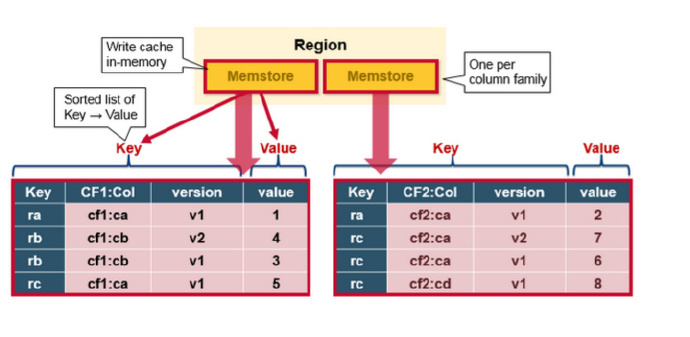 Region
Write cache
in-memory
Memstore
Memstore
One per
column family
Sorted list of
Key → Value
Key
Value
Key
Value
Key CF1:Col version value
ra cf1:ca v1 1
rb cf1:cb v2 4
rb cf1:cb v1 3
rc cf1:ca v1 5
Key CF2:Col version value
ra cf2:ca v1 2
rc cf2:ca v2 7
rc cf2:ca v1 6
rc cf2:cd v1 8